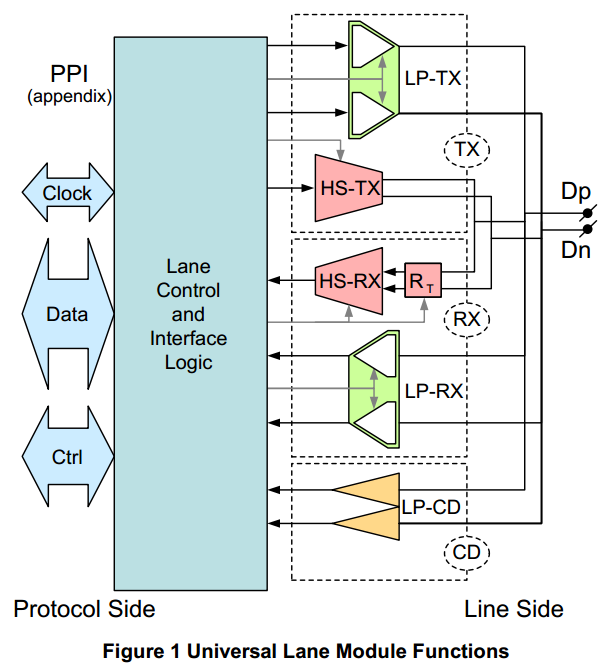 PPI
(appendix)
LP-TX
TX
Clock
HS-TX
Dp
Dn
Lane
Control
and
Interface
Logic
HS-RX
RT
Data
RX
LP-RX
Ctrl
LP-CD
CD
Protocol Side
Line Side
Figure 1 Universal Lane Module Functions